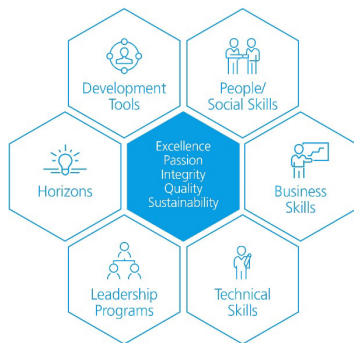 Development
Tools
People/
Social Skills
Excellence
Passion
Integrity
Quality
Sustainability
Horizons
Business
Skills
Leadership
Programs
Technical
Skills